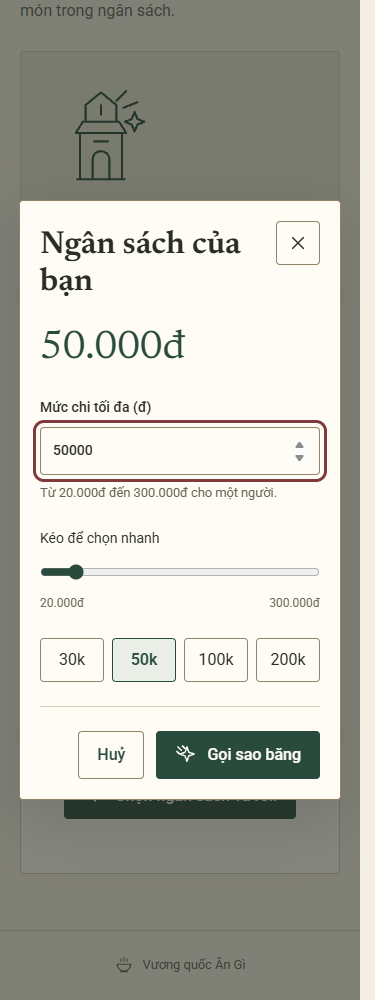 món trong ngân sách.
Ngân sách của
bạn
50.000đ
Mức chi tối đa (đ)
50000
Từ 20.000đ đến 300.000đ cho một người.
Kéo để chọn nhanh
20.000đ
300.000đ
30k
50k
100k
200k
Huỷ
Gọi sao băng
Vương quốc Ăn Gì